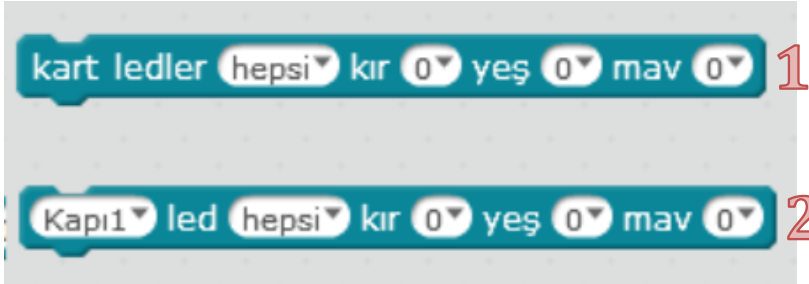 kart ledler hepsi kır 0 yeş 0 mav 0 1
Kapı1 led hepsi kır 0 yeş 0 mav 0 2